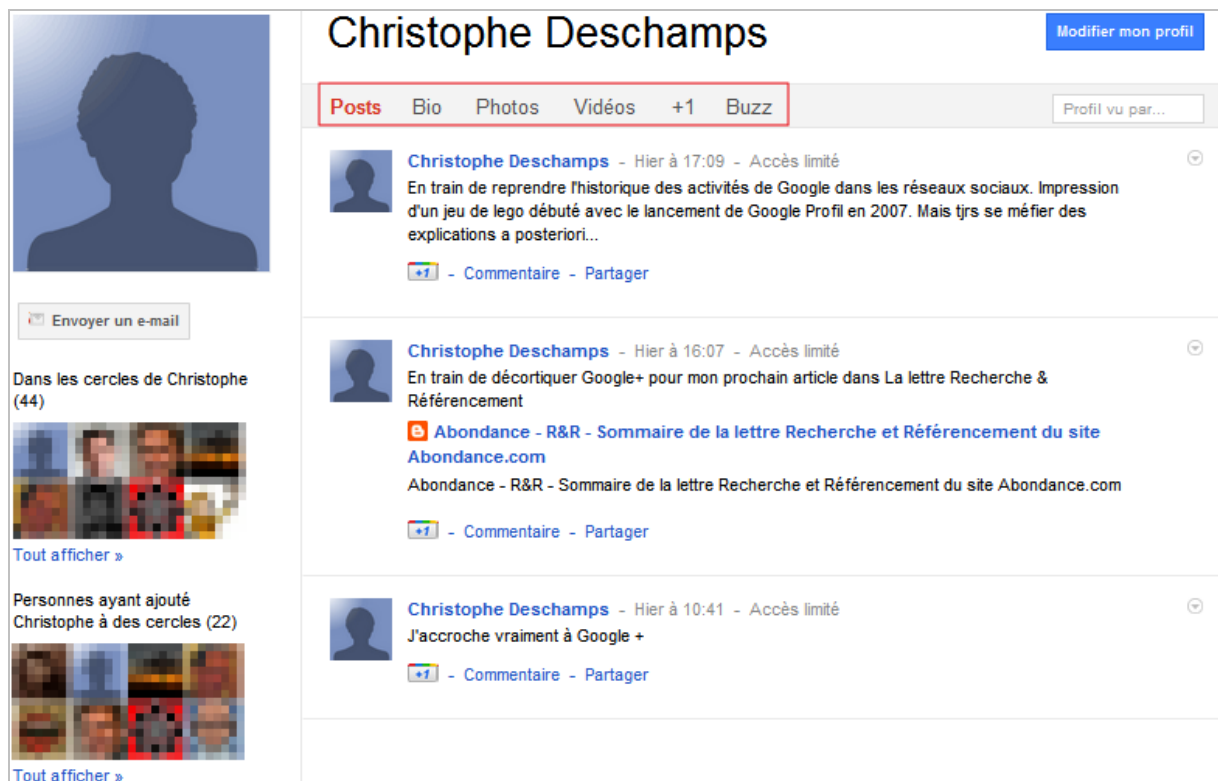 Christophe Deschamps
Modifier mon profil
Posts Bio Photos Vidéos +1 Buzz
Profil vu par...
Christophe Deschamps - Hier à 17:09 - Accès limité
En train de reprendre l'historique des activités de Google dans les réseaux sociaux. Impression
d'un jeu de lego débuté avec le lancement de Google Profil en 2007. Mais tjrs se méfier des
explications a posteriori...
+1 - Commentaire - Partager
Envoyer un e-mail
Dans les cercles de Christophe
(44)
Tout afficher »
Personnes ayant ajouté
Christophe à des cercles (22)
Tout afficher »
Christophe Deschamps - Hier à 16:07 - Accès limité
En train de décortiquer Google+ pour mon prochain article dans La lettre Recherche &
Référencement
Abondance - R&R - Sommaire de la lettre Recherche et Référencement du site
Abondance.com
Abondance - R&R - Sommaire de la lettre Recherche et Référencement du site Abondance.com
+1 - Commentaire - Partager
Christophe Deschamps - Hier à 10:41 - Accès limité
J'accroche vraiment à Google +
+1 - Commentaire - Partager